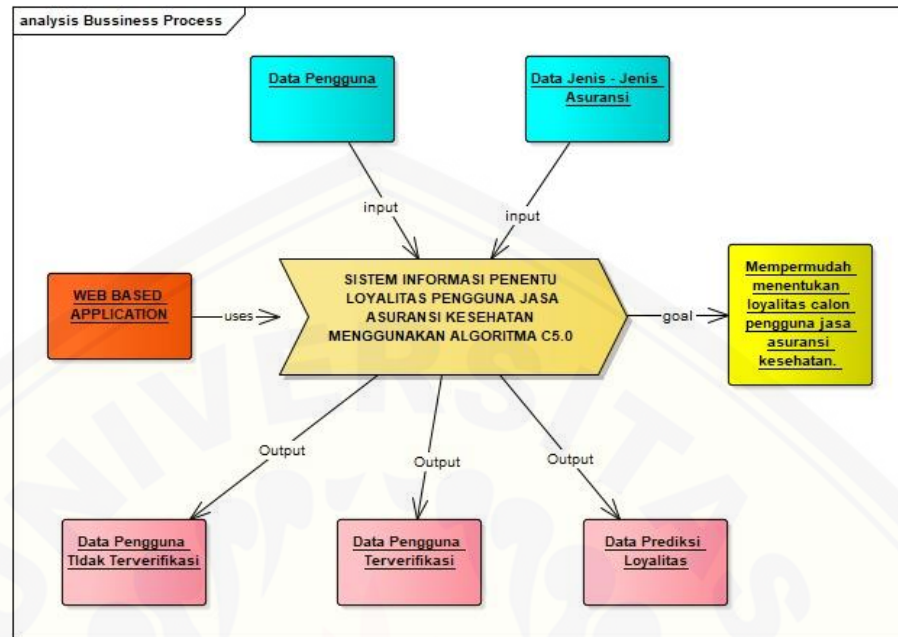 analysis Bussiness Process
Data Pengguna
Data Jenis - Jenis
Asuransi
input
input
WEB BASED
APPLICATION
uses
SISTEM INFORMASI PENENTU
LOYALITAS PENGGUNA JASA
ASURANSI KESEHATAN
MENGGUNAKAN ALGORITMA C5.0
goal
Mempermudah
menentukan
loyalitas calon
pengguna jasa
asuransi
kesehatan.
Output
Output
Output
Data Pengguna
TIdak Terverifikasi
Data Pengguna
Terverifikasi
Data Prediksi
Loyalitas
UNIVERSITAS